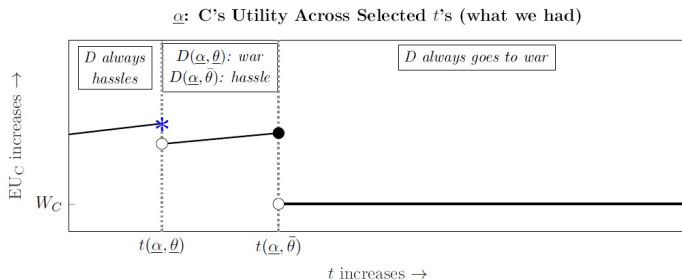 α: C's Utility Across Selected t's (what we had)
D always
hassles
D(α,θ): war
D(α,θ̄): hassle
D always goes to war
EU_C increases →
W_C
t(α,θ)
t(α,θ̄)
t increases →